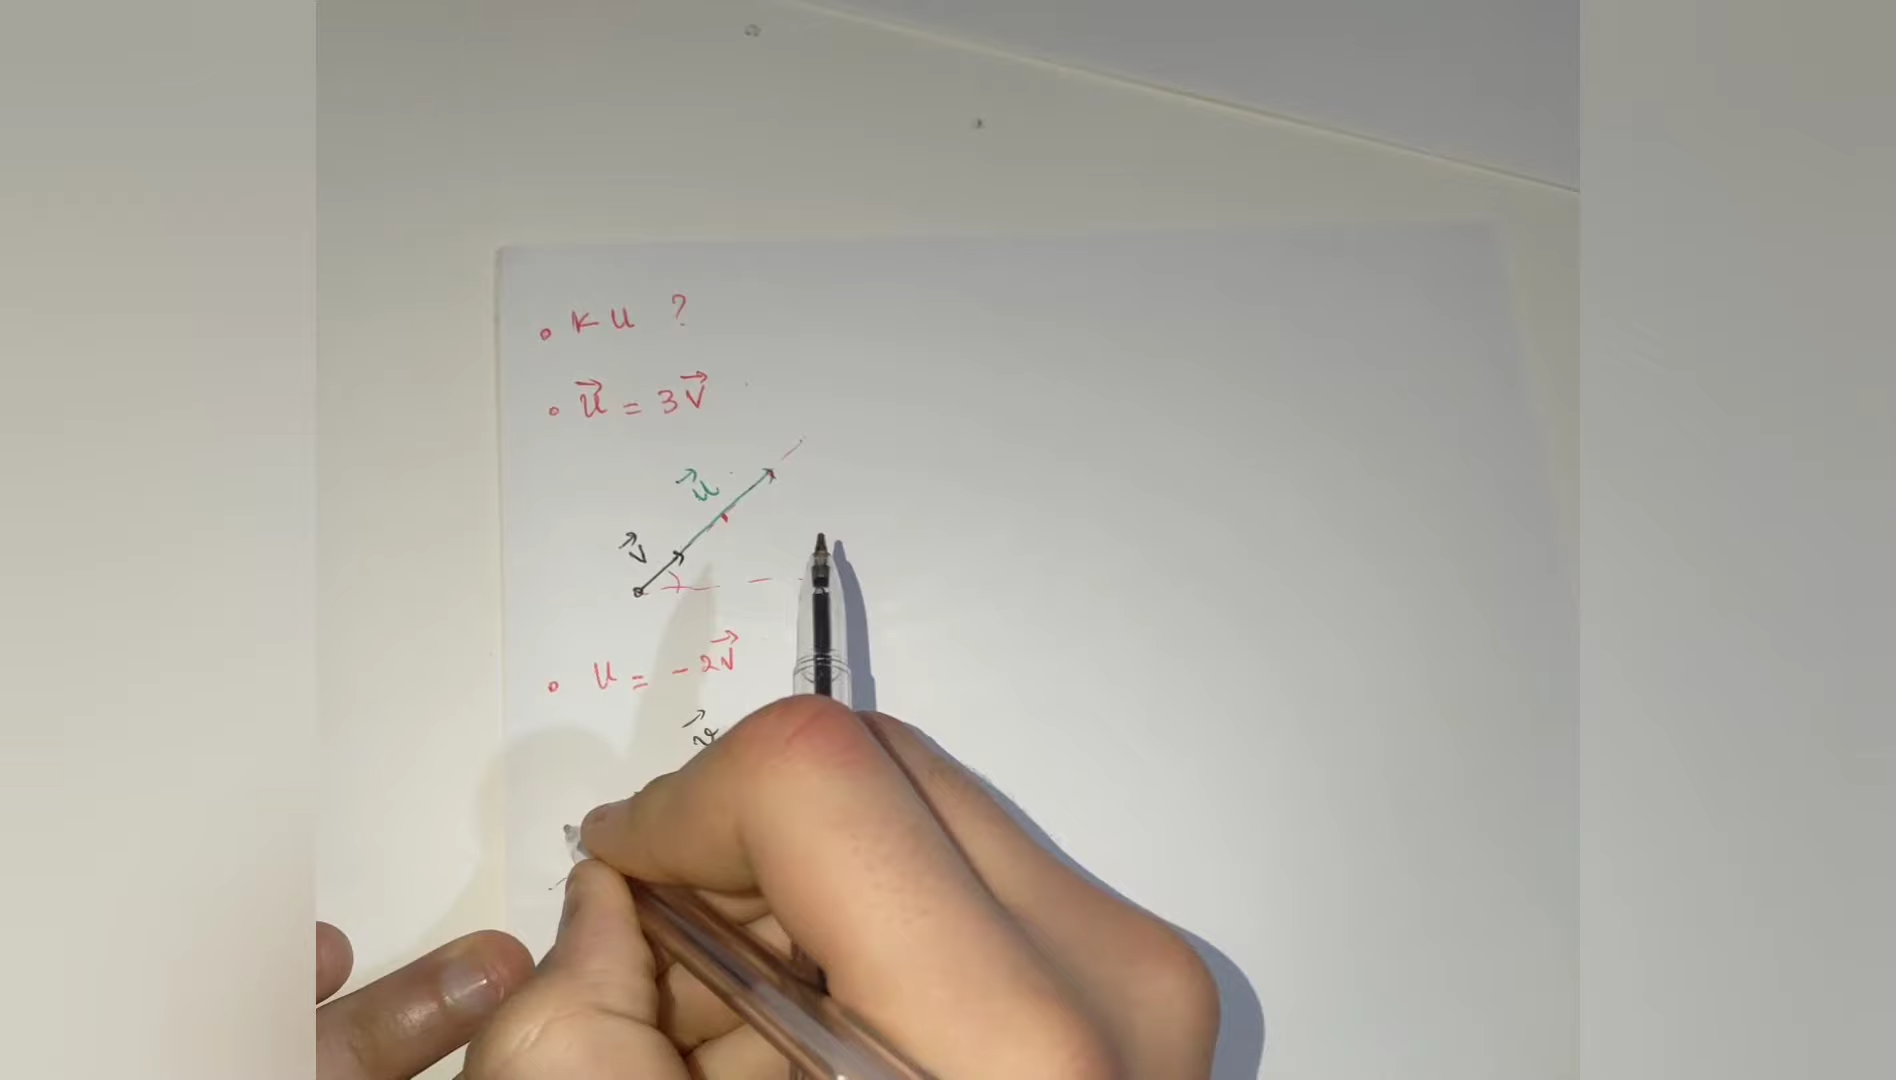 • K u ?
• u⃗ = 3v⃗
u⃗
v⃗
• u = -2v⃗
v⃗